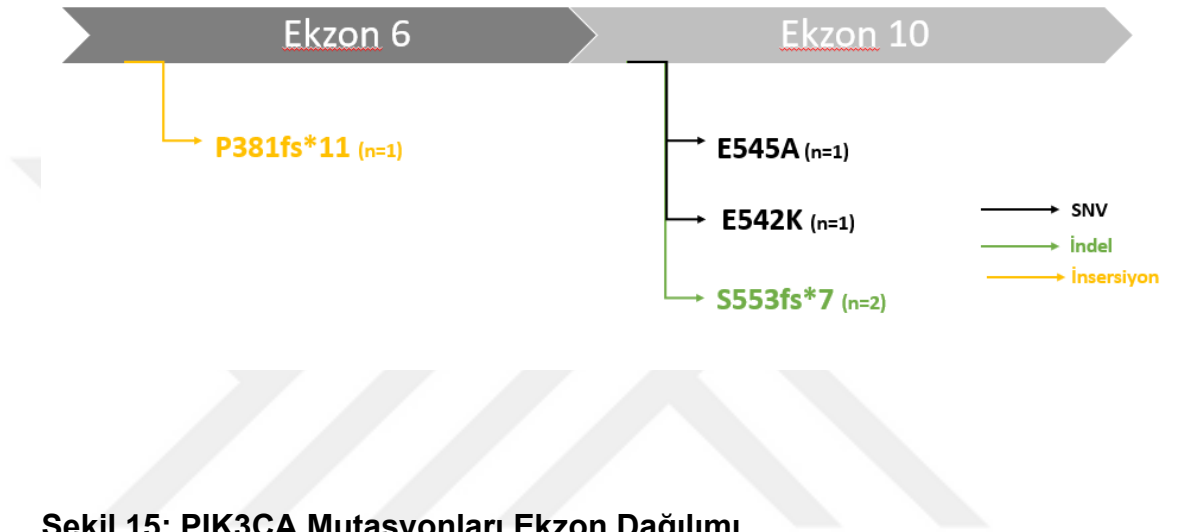 Ekzon 6
Ekzon 10
P381fs*11 (n=1)
E545A (n=1)
E542K (n=1)
S553fs*7 (n=2)
SNV
İndel
İnsersiyon
Şekil 15: PIK3CA Mutasyonları Ekzon Dağılımı